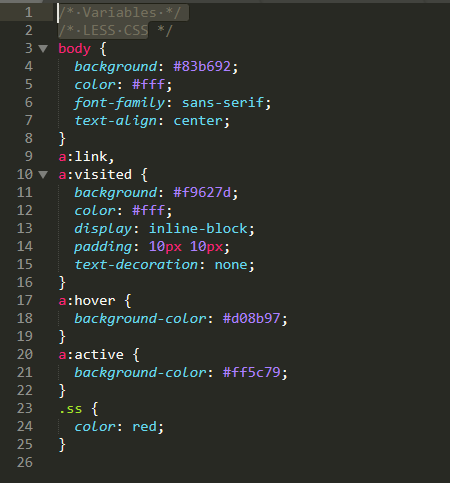 1 /* Variables */
2 /* LESS CSS */
3 body {
4 background: #83b692;
5 color: #fff;
6 font-family: sans-serif;
7 text-align: center;
8 }
9 a:link,
10 a:visited {
11 background: #f9627d;
12 color: #fff;
13 display: inline-block;
14 padding: 10px 10px;
15 text-decoration: none;
16 }
17 a:hover {
18 background-color: #d08b97;
19 }
20 a:active {
21 background-color: #ff5c79;
22 }
23 .ss {
24 color: red;
25 }
26